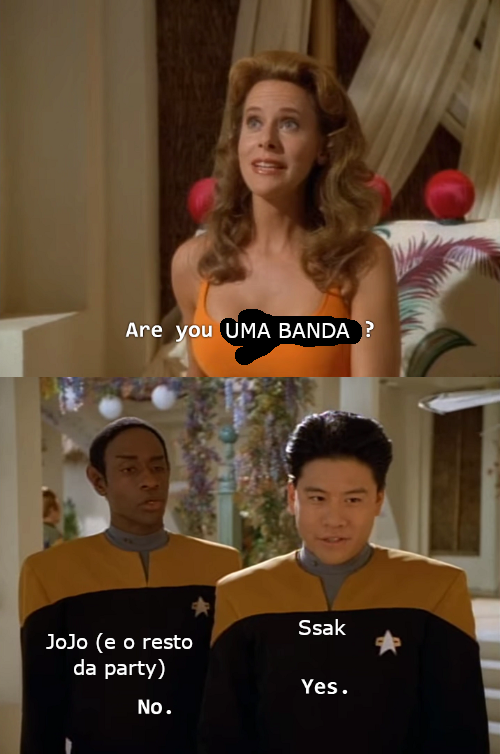 Are you UMA BANDA ?
JoJo (e o resto
da party)
No.
Ssak
Yes.